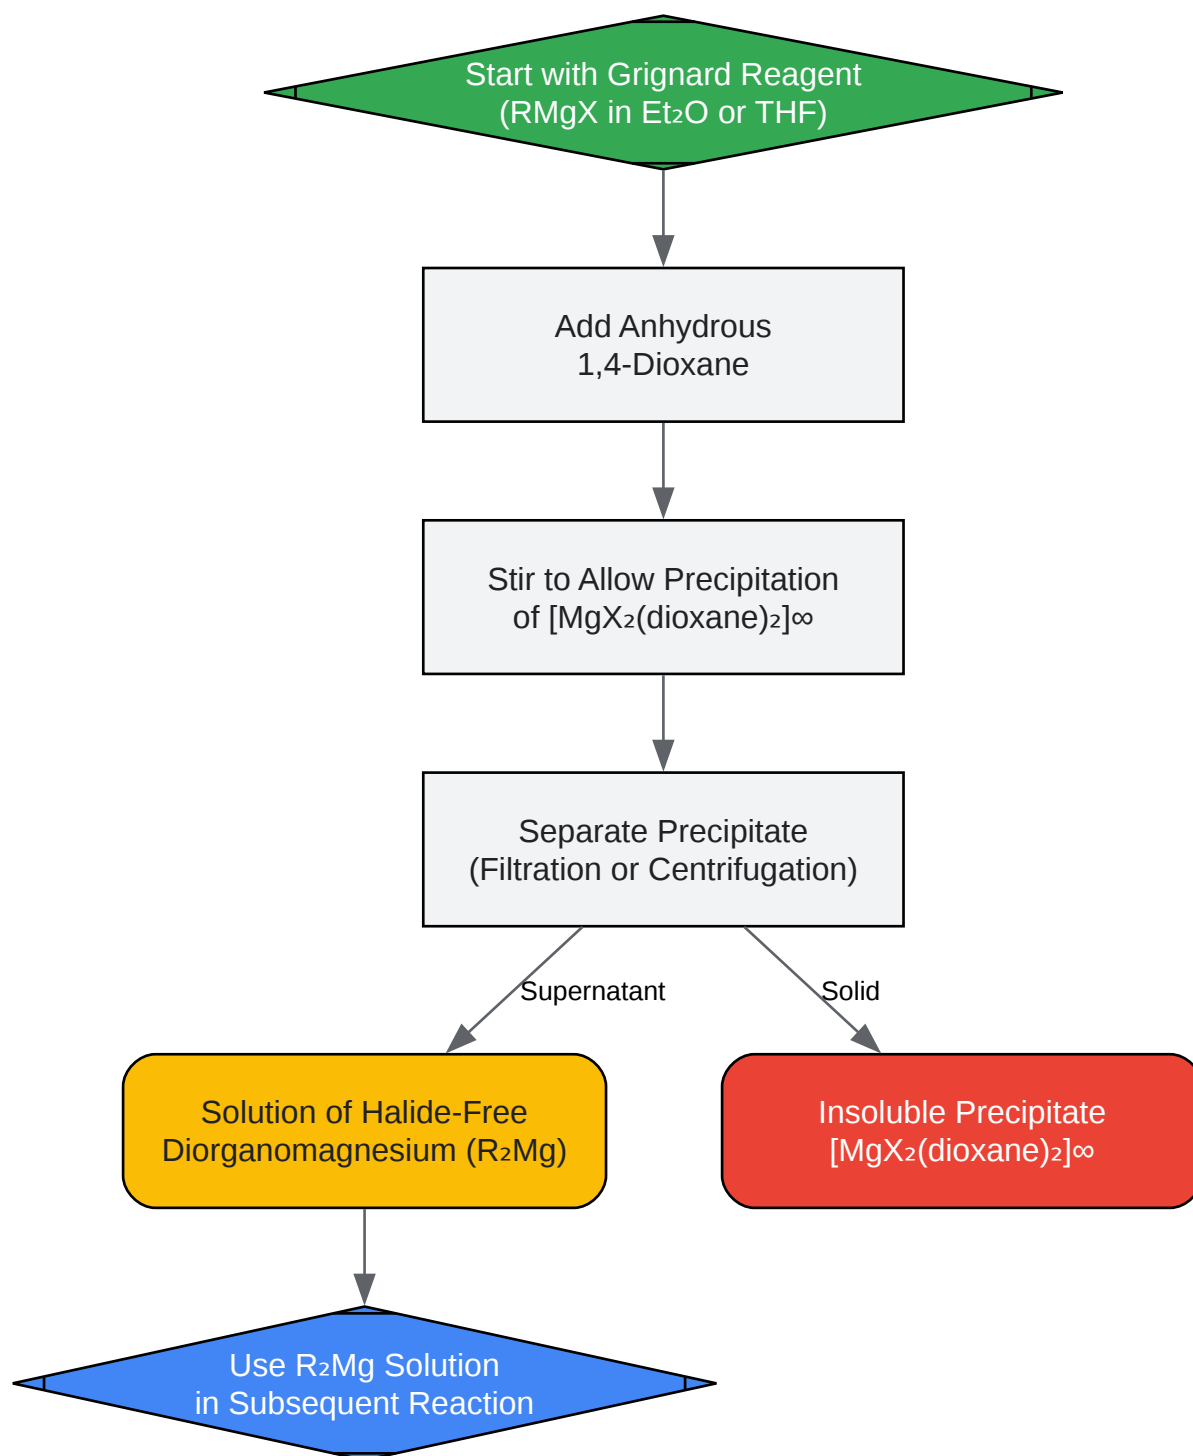 Start with Grignard Reagent
(RMgX in Et₂O or THF)
Add Anhydrous
1,4-Dioxane
Stir to Allow Precipitation
of [MgX₂(dioxane)₂]∞
Separate Precipitate
(Filtration or Centrifugation)
Supernatant
Solid
Solution of Halide-Free
Diorganomagnesium (R₂Mg)
Insoluble Precipitate
[MgX₂(dioxane)₂]∞
Use R₂Mg Solution
in Subsequent Reaction